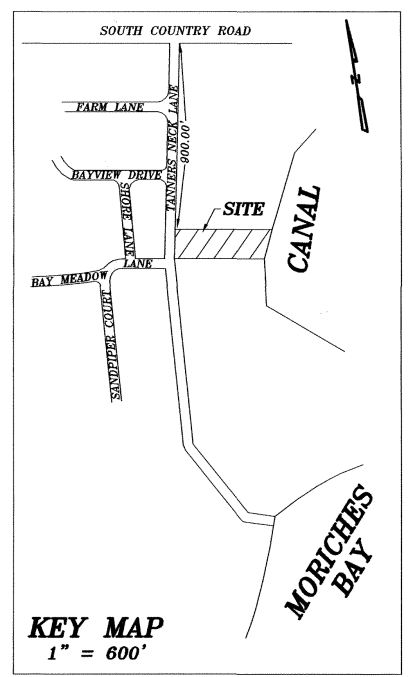 SOUTH COUNTRY ROAD
N
FARM LANE
TANNERS NECK LANE
900.00'
BAYVIEW DRIVE
SHORE LANE
SITE
CANAL
BAY MEADOW LANE
SANDPIPER COURT
MORICHES
BAY
KEY MAP
1" = 600'